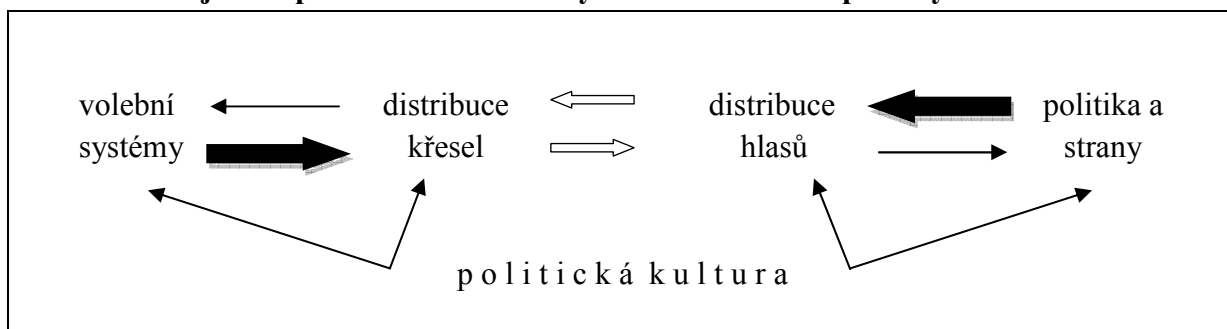 volební distribuce distribuce politika a
systémy křesel hlasů strany
p o l i t i c k á k u l t u r a